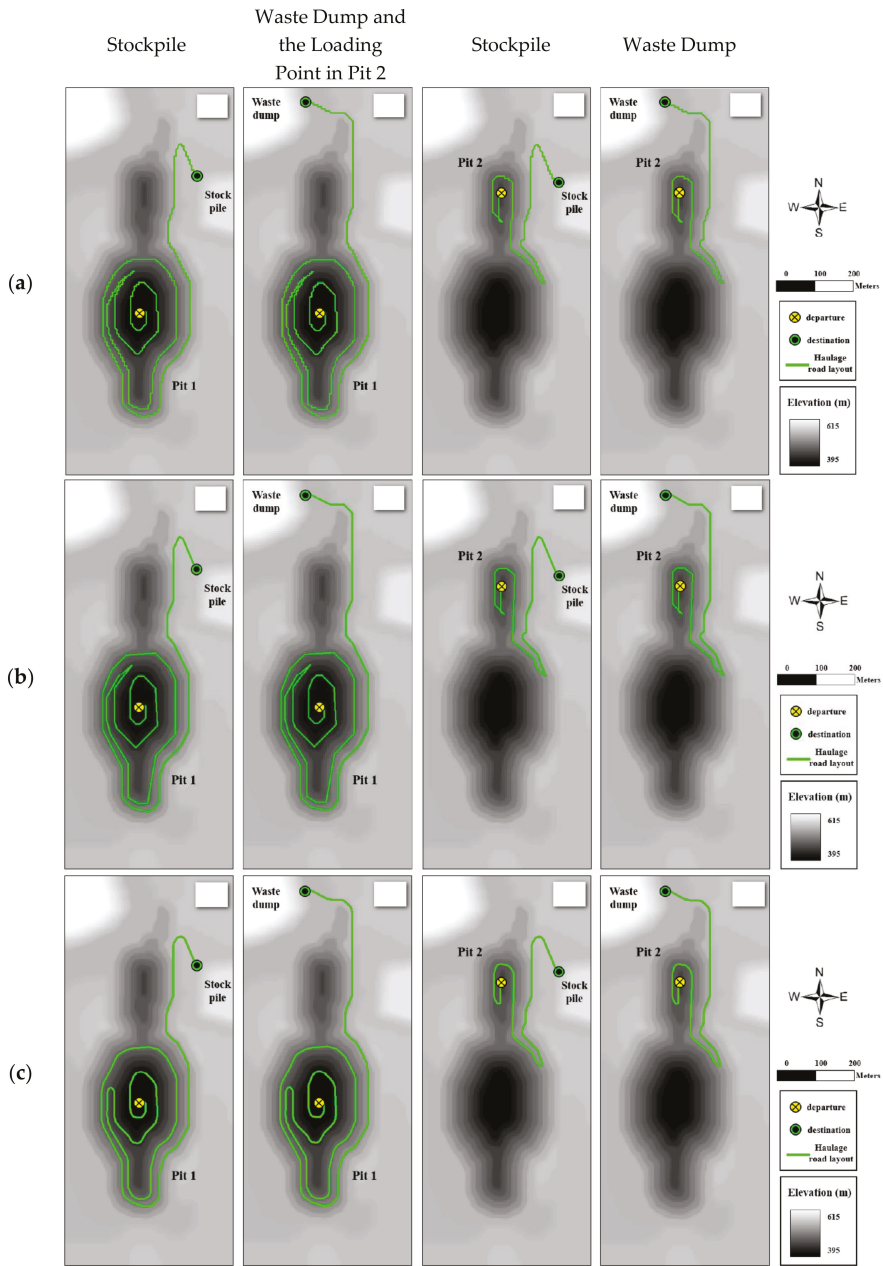 Stockpile
Waste Dump and
the Loading
Point in Pit 2
Stockpile
Waste Dump
(a)
Stock
pile
Pit 1
Waste
dump
Pit 1
Pit 2
Stock
pile
Waste
dump
Pit 2
N
W E
S
0 100 200
Meters
departure
destination
Haulage
road layout
Elevation (m)
615
395
(b)
Stock
pile
Pit 1
Waste
dump
Pit 1
Pit 2
Stock
pile
Waste
dump
Pit 2
N
W E
S
0 100 200
Meters
departure
destination
Haulage
road layout
Elevation (m)
615
395
(c)
Stock
pile
Pit 1
Waste
dump
Pit 1
Pit 2
Stock
pile
Waste
dump
Pit 2
N
W E
S
0 100 200
Meters
departure
destination
Haulage
road layout
Elevation (m)
615
395